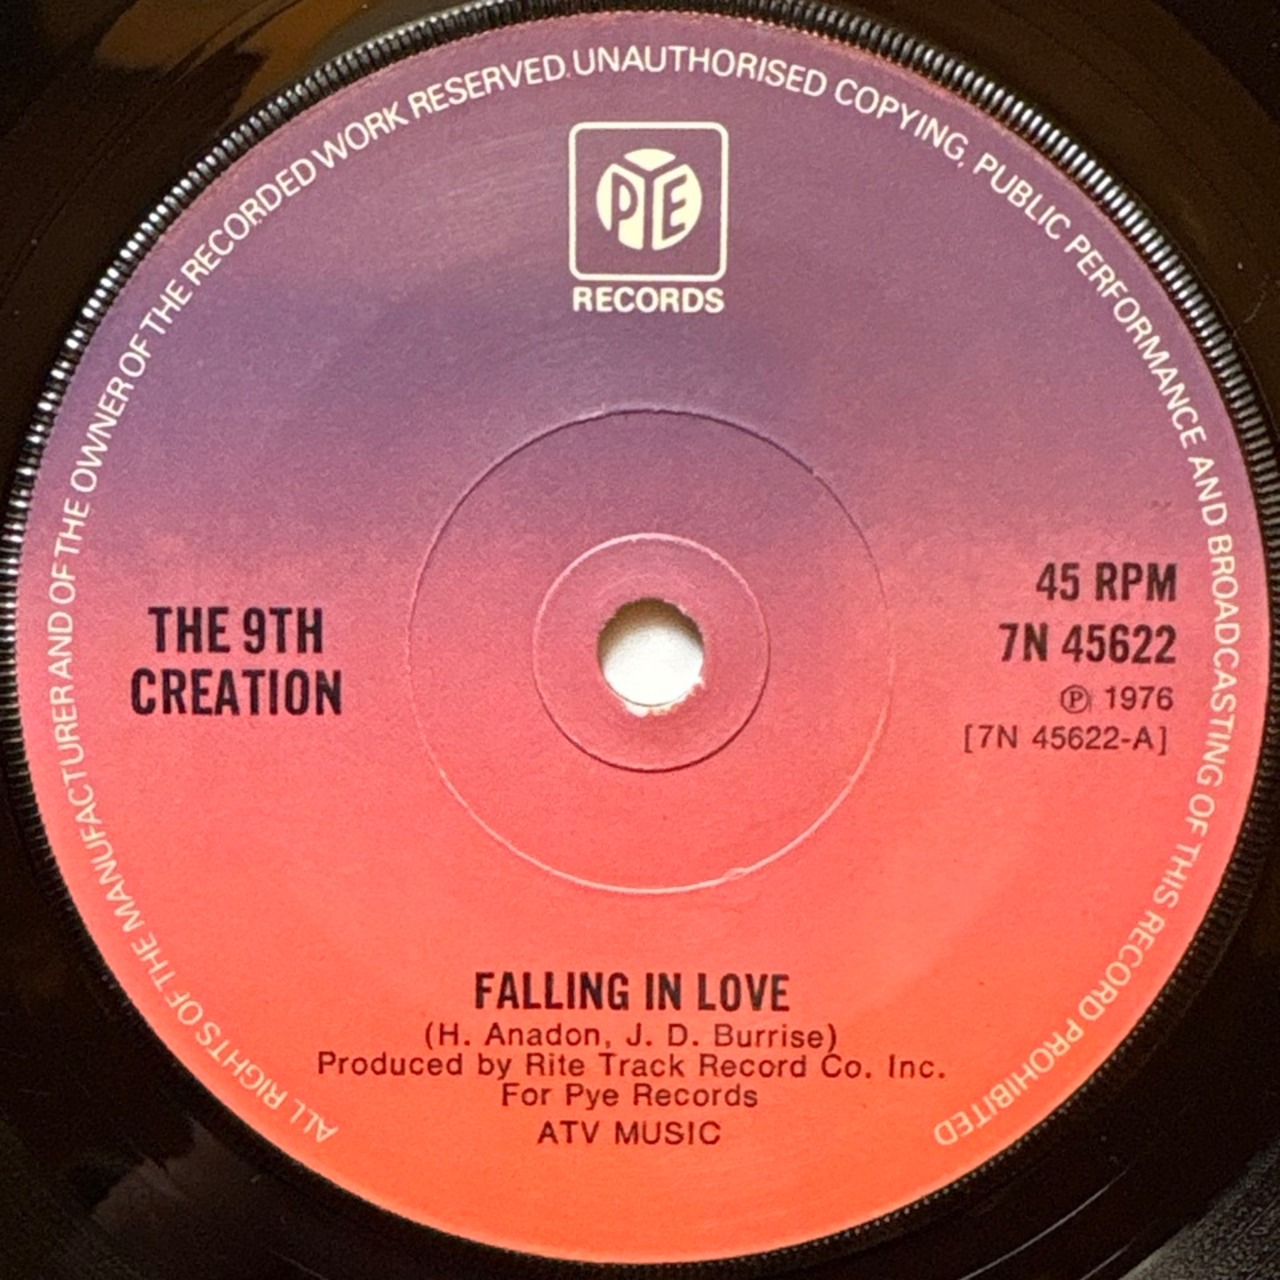 ALL RIGHTS OF THE MANUFACTURER AND OF THE OWNER OF THE RECORDED WORK RESERVED. UNAUTHORISED COPYING, PUBLIC PERFORMANCE AND BROADCASTING OF THIS RECORD PROHIBITED
PYE
RECORDS
THE 9TH
CREATION
45 RPM
7N 45622
℗ 1976
[7N 45622-A]
FALLING IN LOVE
(H. Anadon, J. D. Burrise)
Produced by Rite Track Record Co. Inc.
For Pye Records
ATV MUSIC